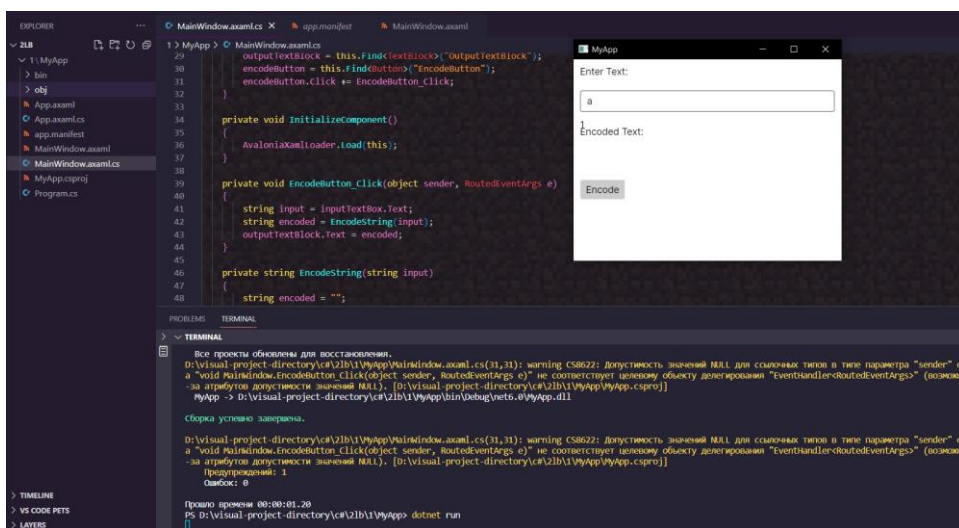 EXPLORER
2LB
1 \ MyApp
bin
obj
App.axaml
App.axaml.cs
app.manifest
MainWindow.axaml
MainWindow.axaml.cs
MyApp.csproj
Program.cs
TIMELINE
VS CODE PETS
LAYERS
MainWindow.axaml.cs
app.manifest
MainWindow.axaml
1 > MyApp > MainWindow.axaml.cs
29 outputTextBlock = this.Find<TextBlock>("OutputTextBlock");
30 encodeButton = this.Find<Button>("EncodeButton");
31 encodeButton.Click += EncodeButton_Click;
32 }
33
34 private void InitializeComponent()
35 {
36 AvaloniaXamlLoader.Load(this);
37 }
38
39 private void EncodeButton_Click(object sender, RoutedEventArgs e)
40 {
41 string input = inputTextBox.Text;
42 string encoded = EncodeString(input);
43 outputTextBlock.Text = encoded;
44 }
45
46 private string EncodeString(string input)
47 {
48 string encoded = "";
MyApp
Enter Text:
a
1
Encoded Text:
Encode
PROBLEMS TERMINAL
TERMINAL
Все проекты обновлены для восстановления.
D:\visual-project-directory\c#\2lb\1\MyApp\MainWindow.axaml.cs(31,31): warning CS8622: Допустимость значений NULL для ссылочных типов в типе параметра "sender"
а "void MainWindow.EncodeButton_Click(object sender, RoutedEventArgs e)" не соответствует целевому объекту делегирования "EventHandler<RoutedEventArgs>"
-за атрибутов допустимости значений NULL). [D:\visual-project-directory\c#\2lb\1\MyApp\MyApp.csproj]
MyApp -> D:\visual-project-directory\c#\2lb\1\MyApp\bin\Debug\net6.0\MyApp.dll
Сборка успешно завершена.
D:\visual-project-directory\c#\2lb\1\MyApp\MainWindow.axaml.cs(31,31): warning CS8622: Допустимость значений NULL для ссылочных типов в типе параметра "sender"
а "void MainWindow.EncodeButton_Click(object sender, RoutedEventArgs e)" не соответствует целевому объекту делегирования "EventHandler<RoutedEventArgs>"
-за атрибутов допустимости значений NULL). [D:\visual-project-directory\c#\2lb\1\MyApp\MyApp.csproj]
Предупреждений: 1
Ошибок: 0
Прошло времени 00:00:01.20
PS D:\visual-project-directory\c#\2lb\1\MyApp> dotnet run